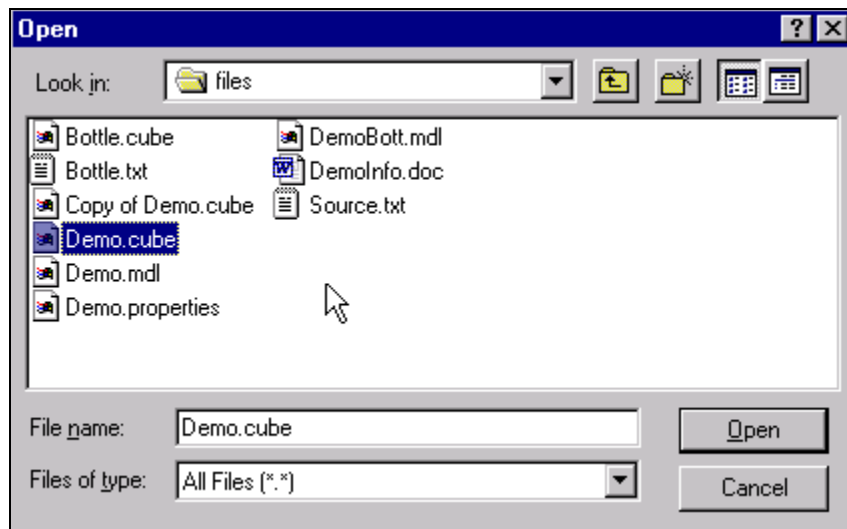 Open
Look in: files
Bottle.cube
Bottle.txt
Copy of Demo.cube
Demo.cube
Demo.mdl
Demo.properties
DemoBott.mdl
DemoInfo.doc
Source.txt
File name: Demo.cube
Open
Files of type: All Files (*.*)
Cancel